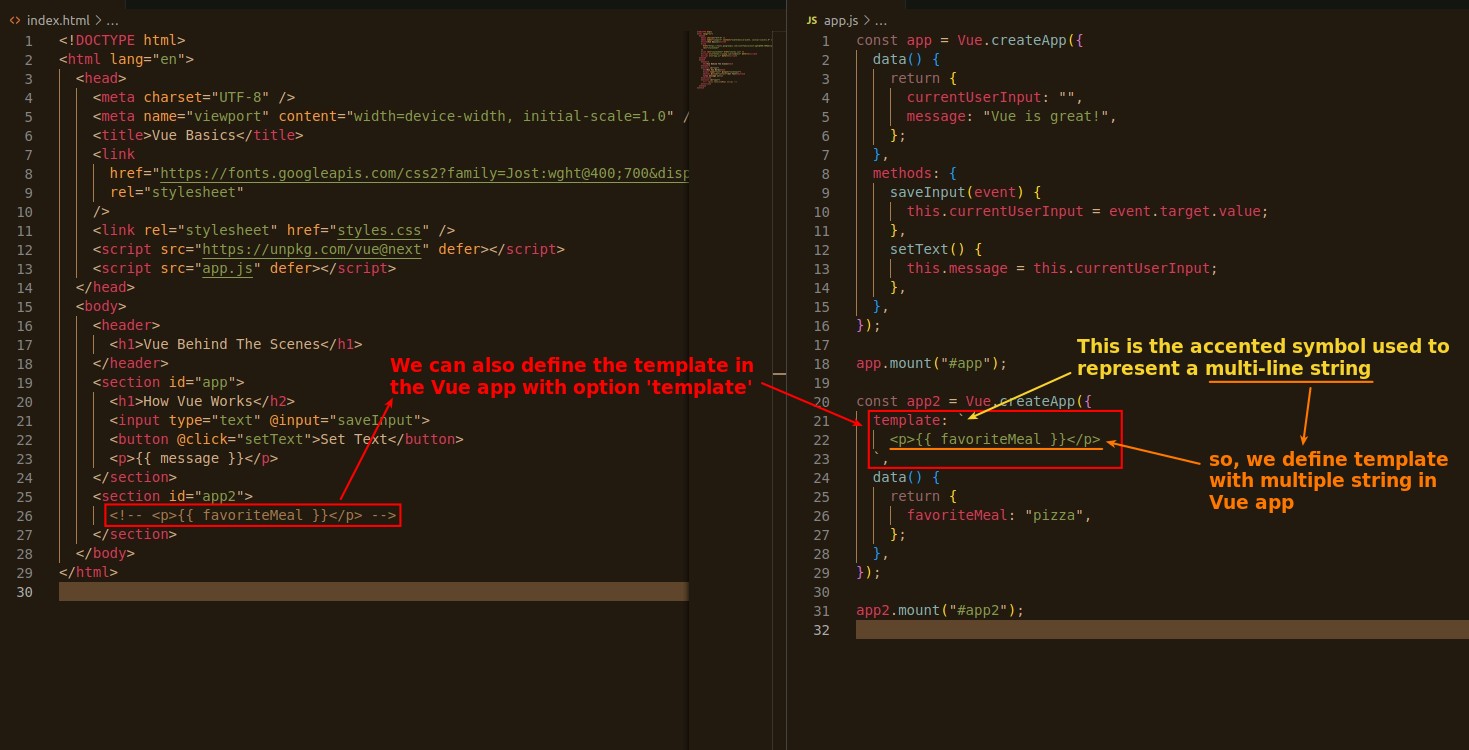 index.html > ...
1 <!DOCTYPE html>
2 <html lang="en">
3 <head>
4 <meta charset="UTF-8" />
5 <meta name="viewport" content="width=device-width, initial-scale=1.0" /
6 <title>Vue Basics</title>
7 <link
8 href="https://fonts.googleapis.com/css2?family=Jost:wght@400;700&disp
9 rel="stylesheet"
10 />
11 <link rel="stylesheet" href="styles.css" />
12 <script src="https://unpkg.com/vue@next" defer></script>
13 <script src="app.js" defer></script>
14 </head>
15 <body>
16 <header>
17 <h1>Vue Behind The Scenes</h1>
18 </header>
19 <section id="app">
20 <h1>How Vue Works</h2>
21 <input type="text" @input="saveInput">
22 <button @click="setText">Set Text</button>
23 <p>{{ message }}</p>
24 </section>
25 <section id="app2">
26 <!-- <p>{{ favoriteMeal }}</p> -->
27 </section>
28 </body>
29 </html>
30
We can also define the template in
the Vue app with option 'template'
JS app.js > ...
1 const app = Vue.createApp({
2 data() {
3 return {
4 currentUserInput: "",
5 message: "Vue is great!",
6 };
7 },
8 methods: {
9 saveInput(event) {
10 this.currentUserInput = event.target.value;
11 },
12 setText() {
13 this.message = this.currentUserInput;
14 },
15 },
16 });
17
18 app.mount("#app");
19
20 const app2 = Vue.createApp({
21 template: `
22 <p>{{ favoriteMeal }}</p>
23 `,
24 data() {
25 return {
26 favoriteMeal: "pizza",
27 };
28 },
29 });
30
31 app2.mount("#app2");
32
This is the accented symbol used to
represent a multi-line string
so, we define template
with multiple string in
Vue app